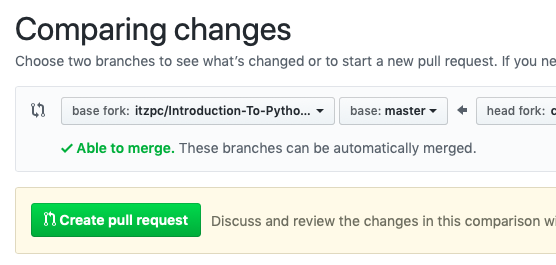 Comparing changes
Choose two branches to see what's changed or to start a new pull request. If you ne
base fork: itzpc/Introduction-To-Pytho... base: master head fork:
Able to merge. These branches can be automatically merged.
Create pull request Discuss and review the changes in this comparison wi